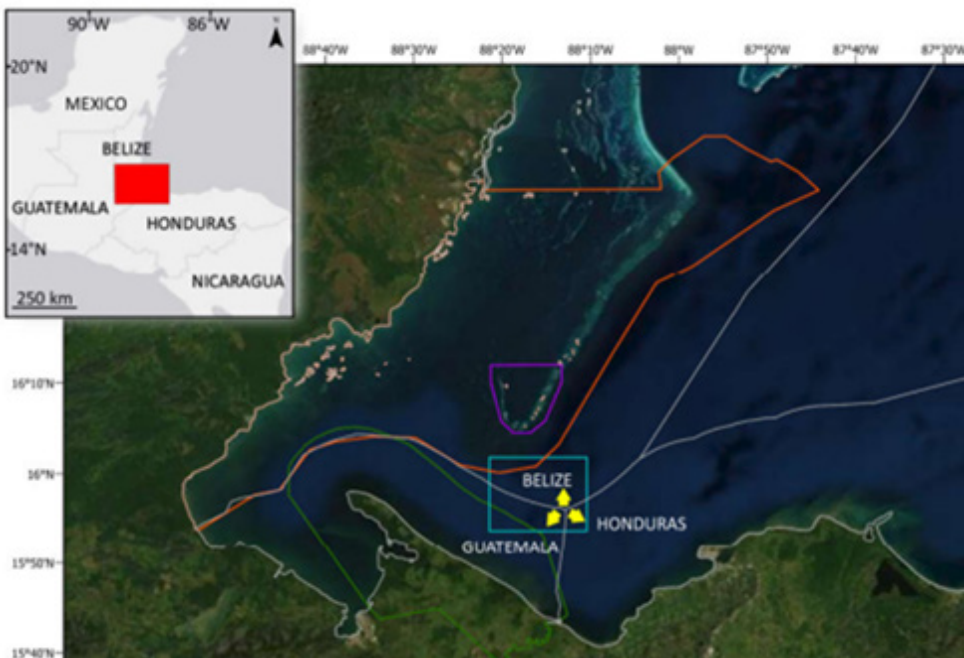 90°W 86°W
N
20°N
MEXICO
BELIZE
GUATEMALA
HONDURAS
14°N
NICARAGUA
250 km
88°40'W 88°30'W 88°20'W 88°10'W 88°W 87°50'W 87°40'W 87°30'W
16°10'N
16°N
BELIZE
HONDURAS
GUATEMALA
15°50'N
15°40'N